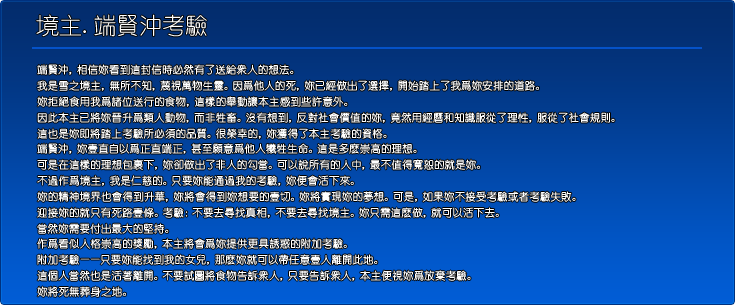 境主. 端賢沖考驗
端賢沖, 相信妳看到這封信時必然有了送給衆人的想法。
我是雪之境主, 無所不知, 蔑視萬物生靈。因爲他人的死, 妳已經做出了選擇, 開始踏上了我爲妳安排的道路。
妳拒絕食用我爲諸位送行的食物, 這樣的舉動讓本主感到些許意外。
因此本主已將妳晉升爲類人動物, 而非牲畜。沒有想到, 反對社會價值的妳, 竟然用經曆和知識服從了理性, 服從了社會規則。
這也是妳即將踏上考驗所必須的品質。很榮幸的, 妳獲得了本主考驗的資格。
端賢沖, 妳壹直自以爲正直端正, 甚至願意爲他人犧牲生命。這是多麽崇高的理想。
可是在這樣的理想包裹下, 妳卻做出了非人的勾當。可以說所有的人中, 最不值得寬恕的就是妳。
不過作爲境主, 我是仁慈的。只要妳能通過我的考驗, 妳便會活下來。
妳的精神境界也會得到升華, 妳將會得到妳想要的壹切。妳將實現妳的夢想。可是, 如果妳不接受考驗或者考驗失敗。
迎接妳的就只有死路壹條。考驗: 不要去尋找真相, 不要去尋找境主。妳只需這麽做, 就可以活下去。
當然妳需要付出最大的堅持。
作爲看似人格崇高的獎勵, 本主將會爲妳提供更具誘惑的附加考驗。
附加考驗——只要妳能找到我的女兒, 那麽妳就可以帶任意壹人離開此地。
這個人當然也是活著離開。不要試圖將食物告訴衆人, 只要告訴衆人, 本主便視妳爲放棄考驗。
妳將死無葬身之地。